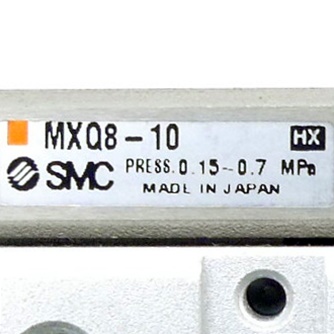 MXQ8-10 HX
SMC PRESS.0.15~0.7 MPa
MADE IN JAPAN